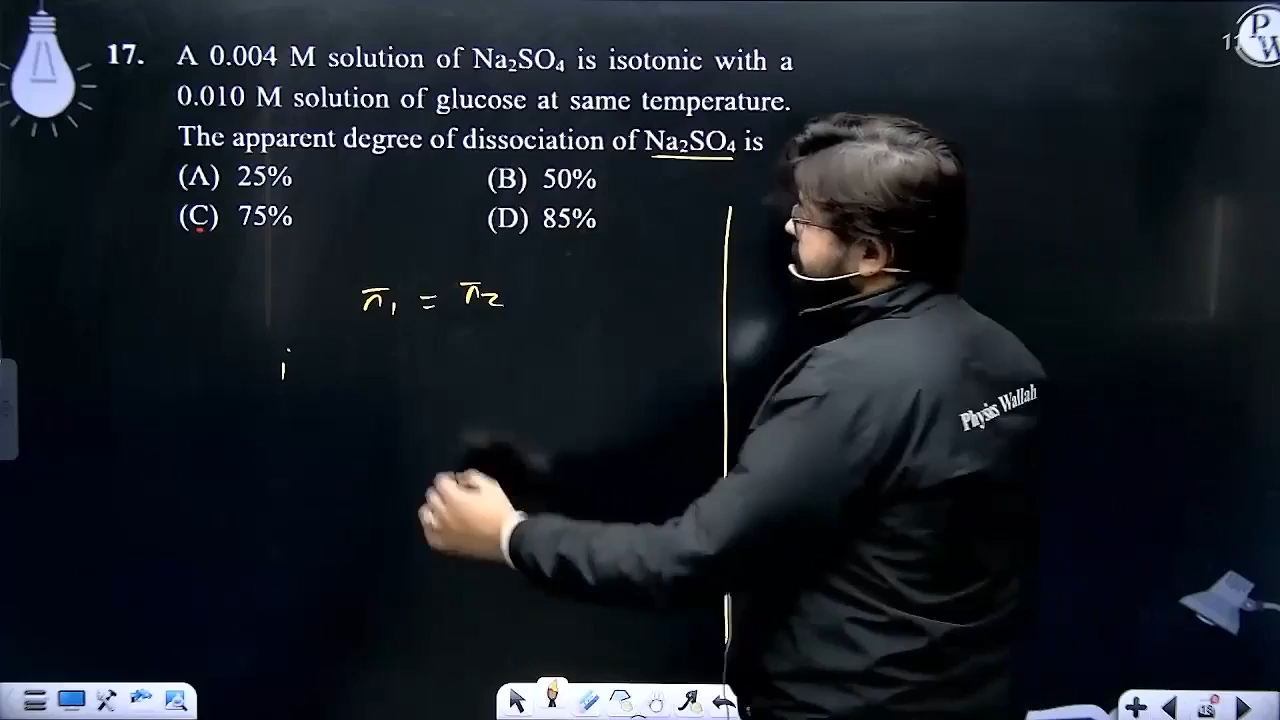 17. A 0.004 M solution of Na₂SO₄ is isotonic with a
0.010 M solution of glucose at same temperature.
The apparent degree of dissociation of Na₂SO₄ is
(A) 25% (B) 50%
(C) 75% (D) 85%
π₁ = π₂
i
Physics Wallah
P
W